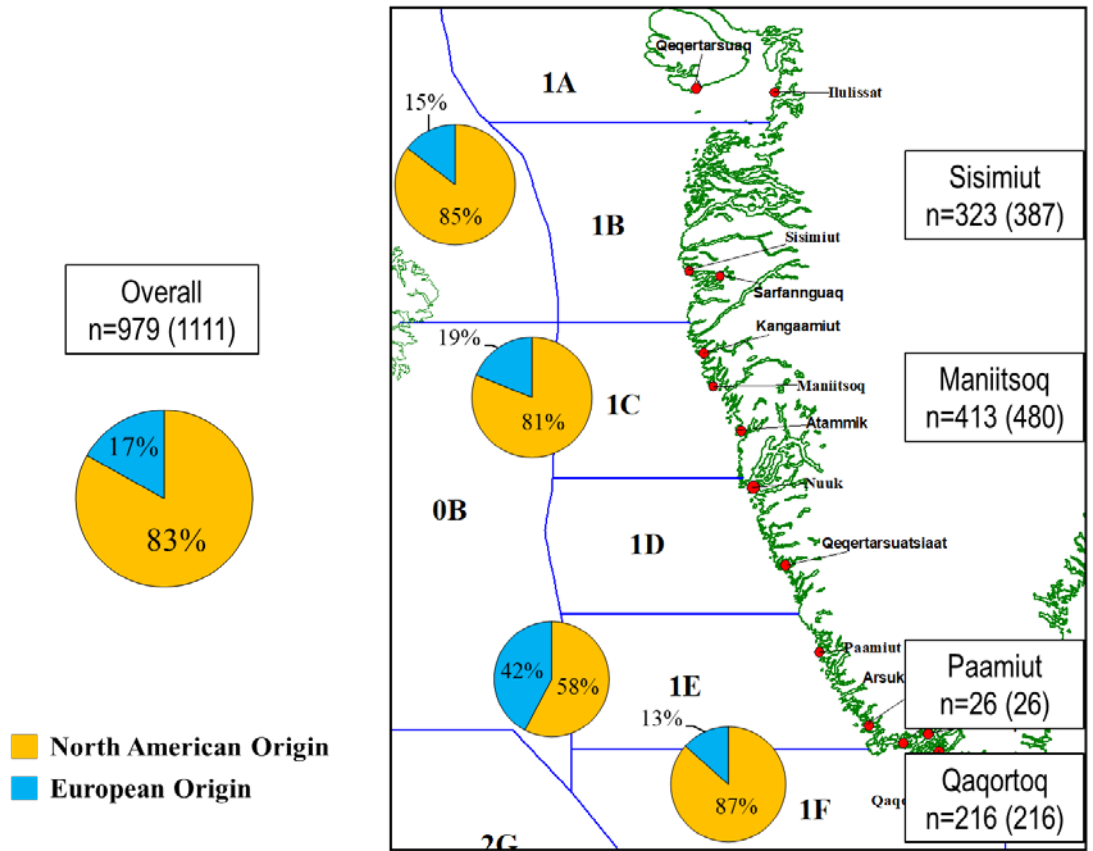 Qeqertarsuaq
1A
Ilulissat
15%
85%
Sisimiut
n=323 (387)
1B
Sisimiut
Sarfannguaq
Overall
n=979 (1111)
Kangaamiut
19%
81%
1C
Maniitsoq
Maniitsoq
n=413 (480)
Atammik
17%
83%
Nuuk
0B
1D
Qeqertarsuatsiaat
42%
58%
Paamiut
Paamiut
n=26 (26)
Arsuk
1E
13%
87%
North American Origin
European Origin
1F
Qaqortoq
n=216 (216)
2G